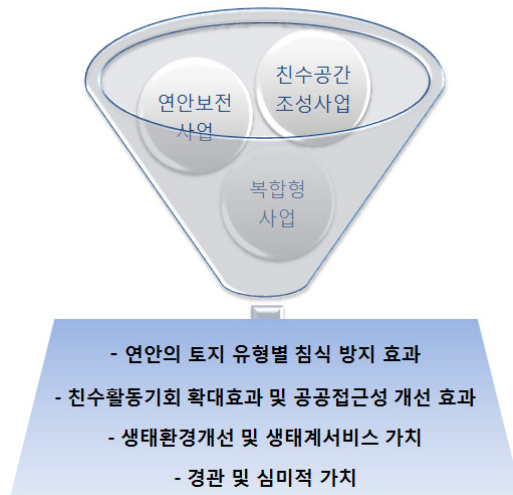 친수공간
조성사업
연안보전
사업
복합형
사업
- 연안의 토지 유형별 침식 방지 효과
- 친수활동기회 확대효과 및 공공접근성 개선 효과
- 생태환경개선 및 생태계서비스 가치
- 경관 및 심미적 가치